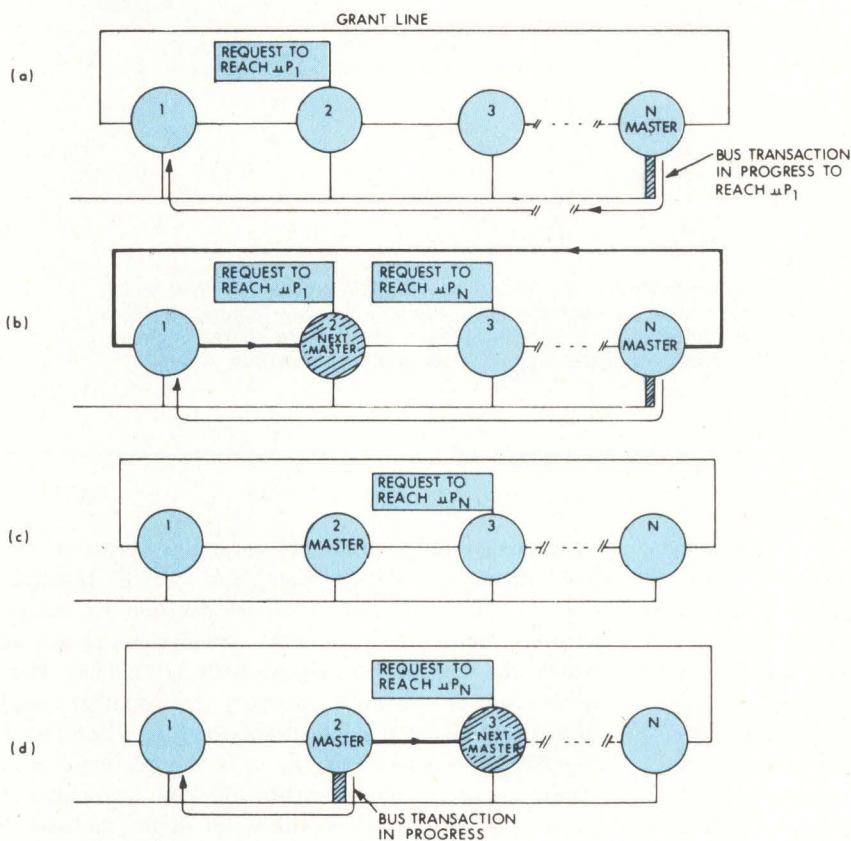 GRANT LINE
(a)
REQUEST TO
REACH μP₁
1
2
3
N
MASTER
BUS TRANSACTION
IN PROGRESS TO
REACH μP₁
(b)
REQUEST TO
REACH μP₁
REQUEST TO
REACH μPN
1
2
NEXT
MASTER
3
N
MASTER
(c)
REQUEST TO
REACH μPN
1
2
MASTER
3
N
(d)
REQUEST TO
REACH μPN
1
2
MASTER
3
NEXT
MASTER
N
BUS TRANSACTION
IN PROGRESS